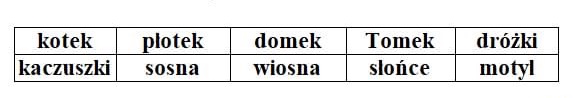 kotek płotek domek Tomek dróżki
kaczuszki sosna wiosna słońce motyl